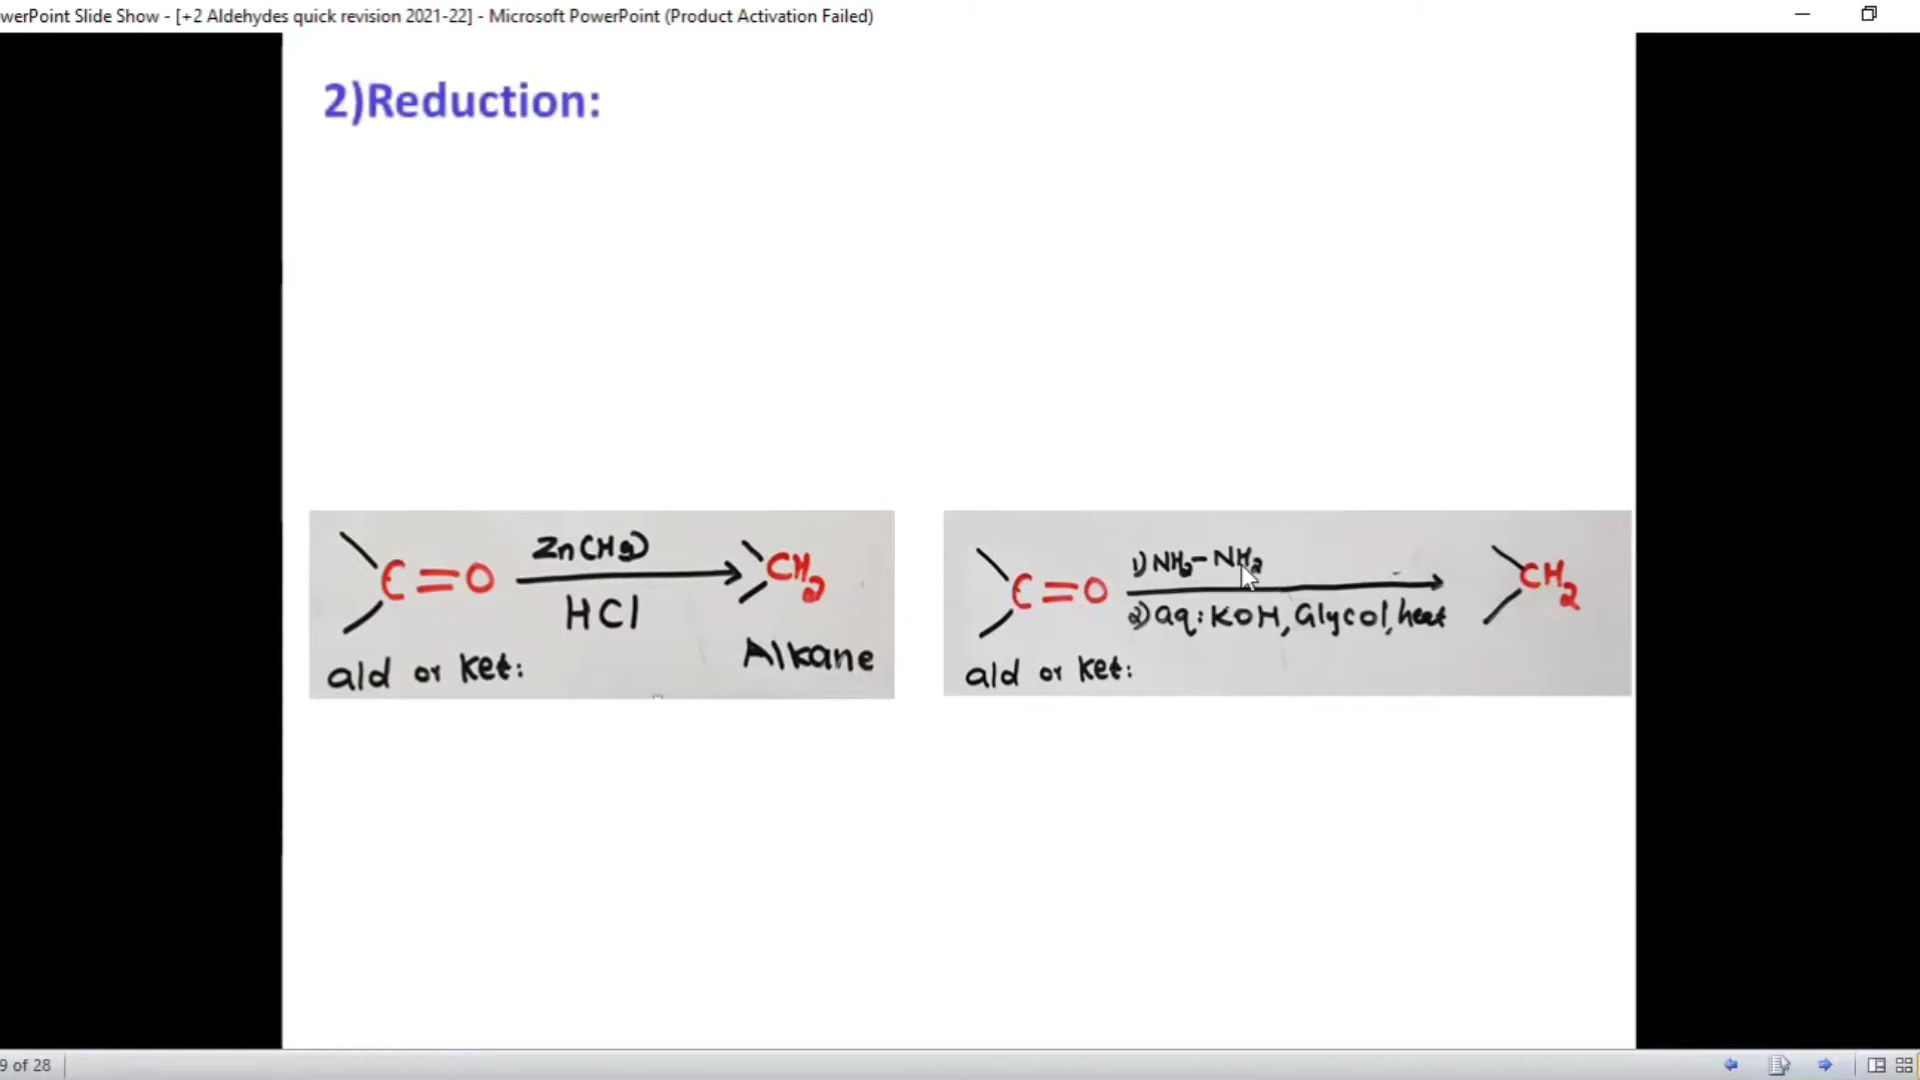 werPoint Slide Show - [+2 Aldehydes quick revision 2021-22] - Microsoft PowerPoint (Product Activation Failed)
2)Reduction:
C=O
Zn(Hg)
HCl
CH2
ald or ket:
Alkane
C=O
1)NH2-NH2
2)aq:KOH, Glycol, heat
CH2
ald or ket:
9 of 28